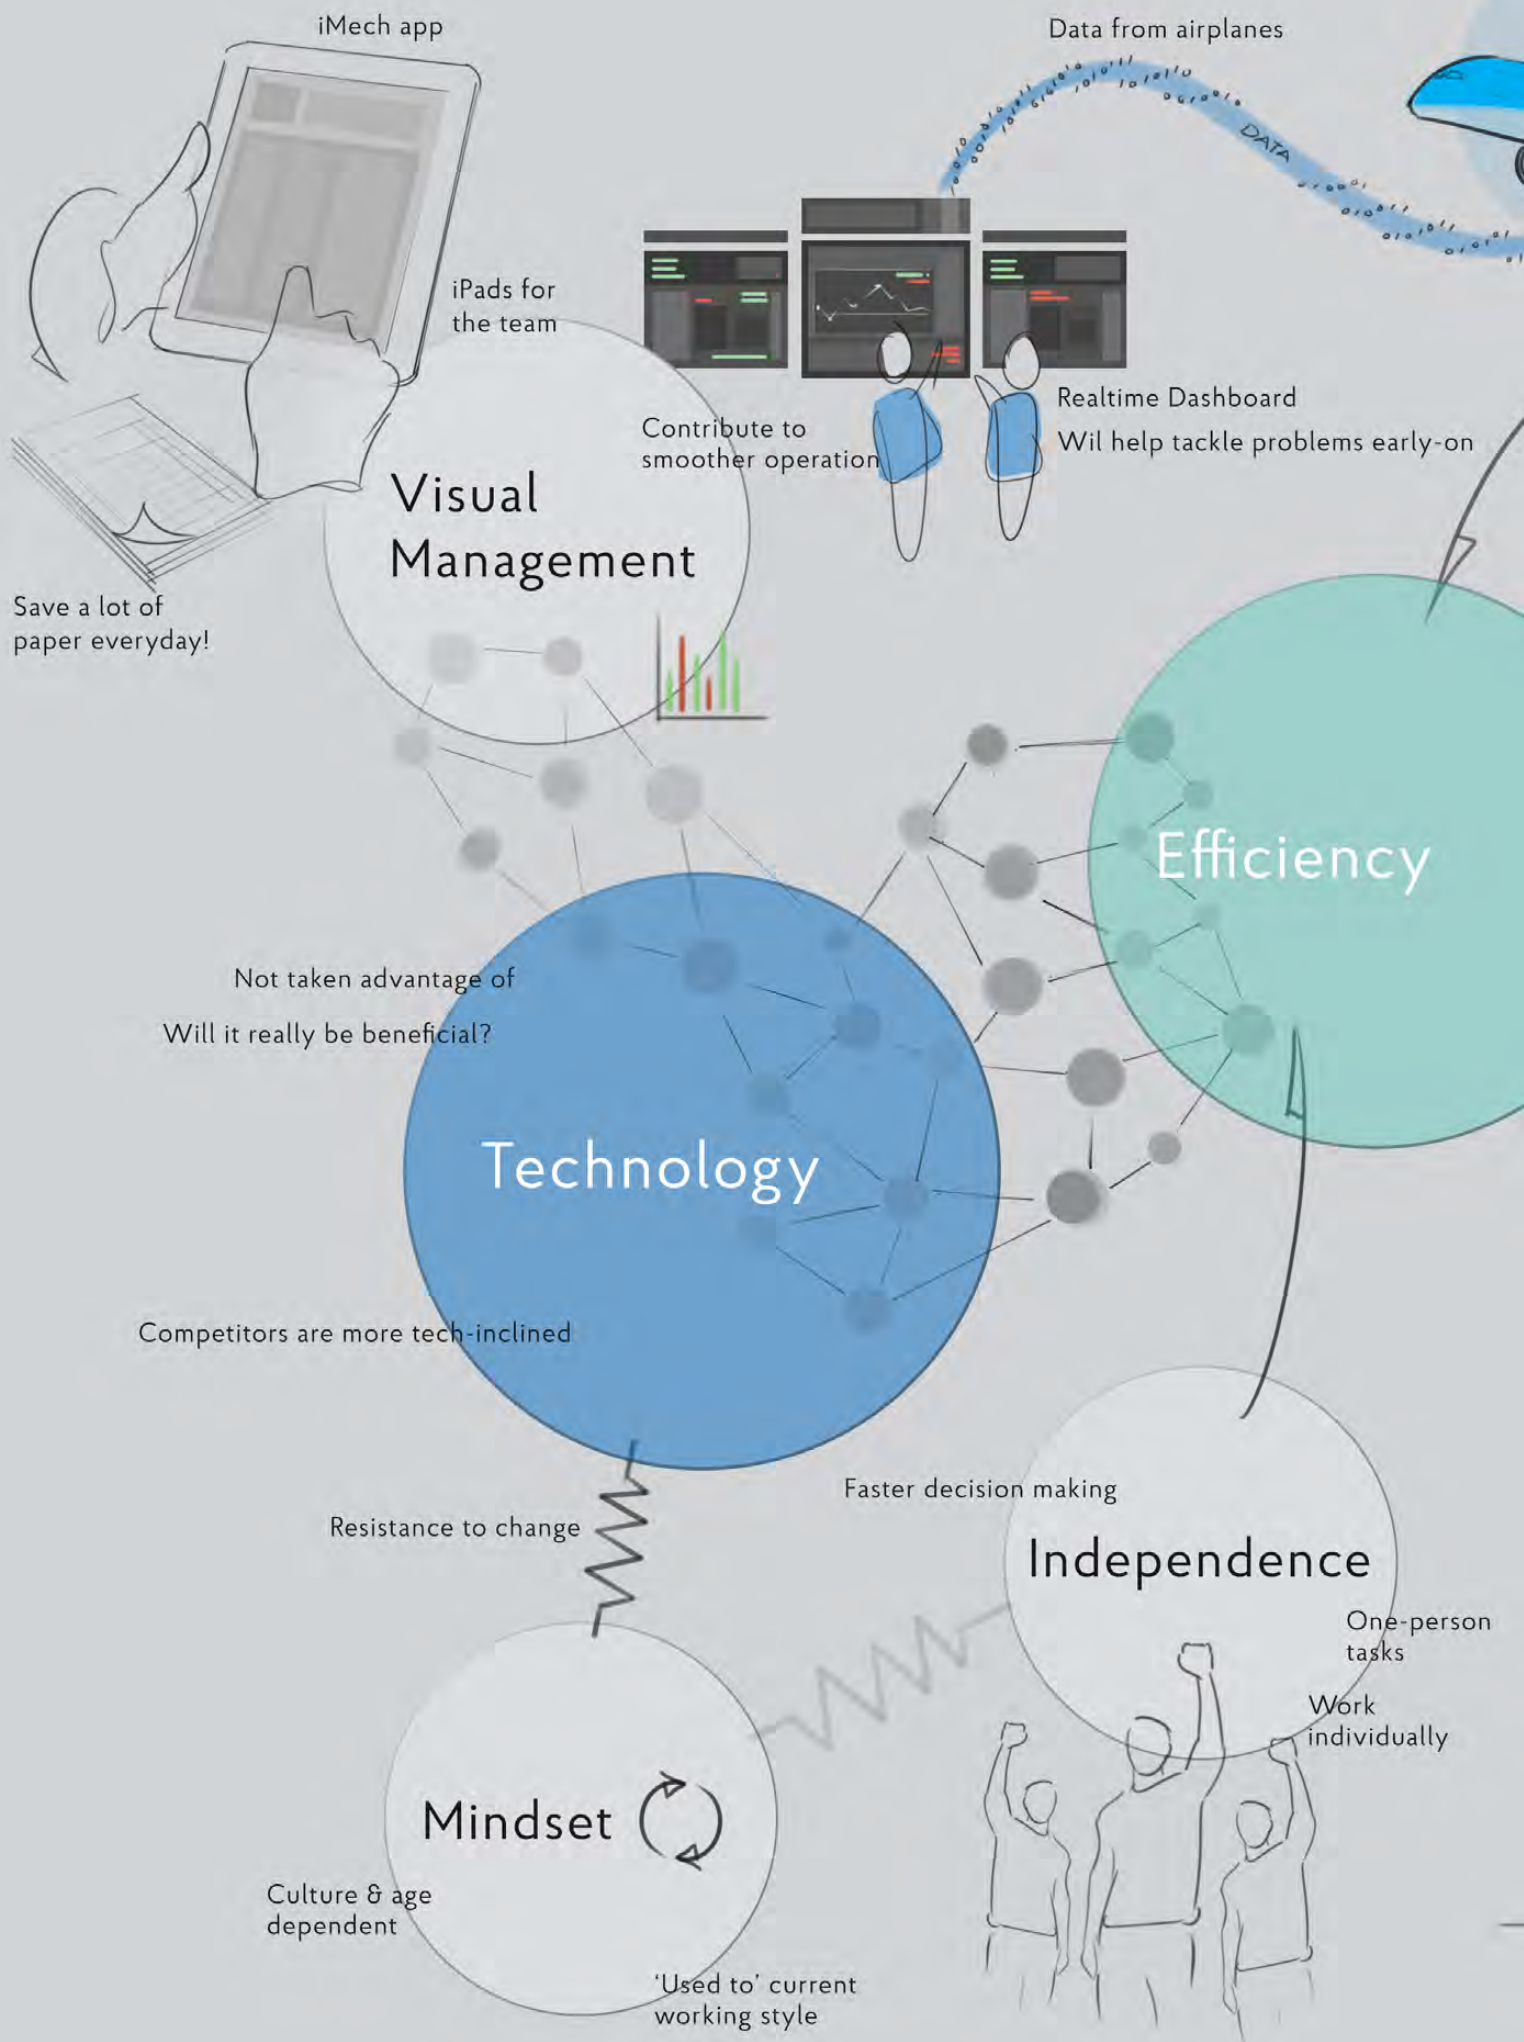 iMech app
Data from airplanes
DATA
iPads for
the team
Realtime Dashboard
Wil help tackle problems early-on
Contribute to
smoother operation
Visual
Management
Save a lot of
paper everyday!
Efficiency
Not taken advantage of
Will it really be beneficial?
Technology
Competitors are more tech-inclined
Resistance to change
Faster decision making
Independence
One-person
tasks
Work
individually
Mindset
Culture & age
dependent
'Used to' current
working style